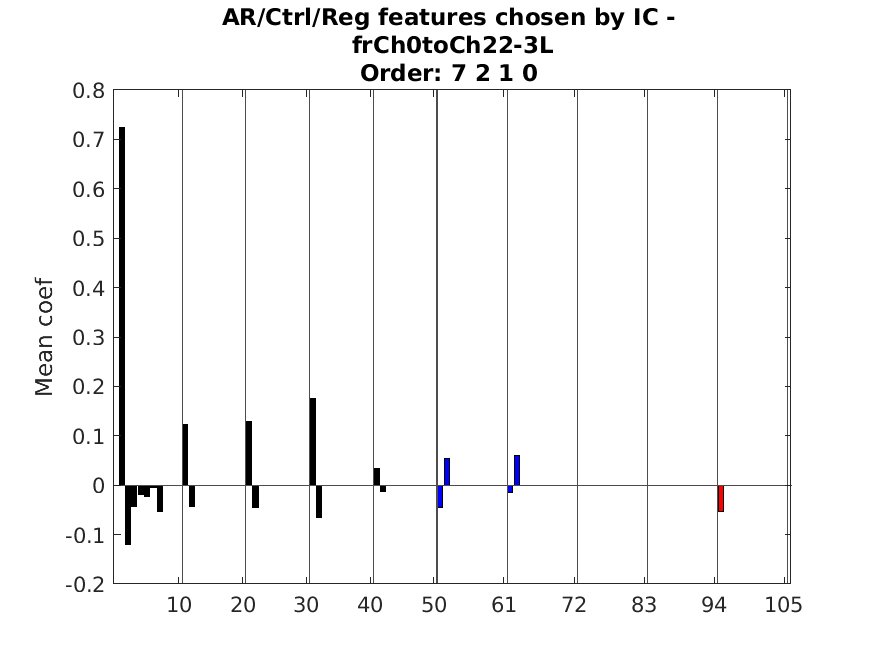 AR/Ctrl/Reg features chosen by IC -
frCh0toCh22-3L
Order: 7 2 1 0
0.8
0.7
0.6
0.5
0.4
0.3
0.2
0.1
0
-0.1
-0.2
Mean coef
10 20 30 40 50 61 72 83 94 105